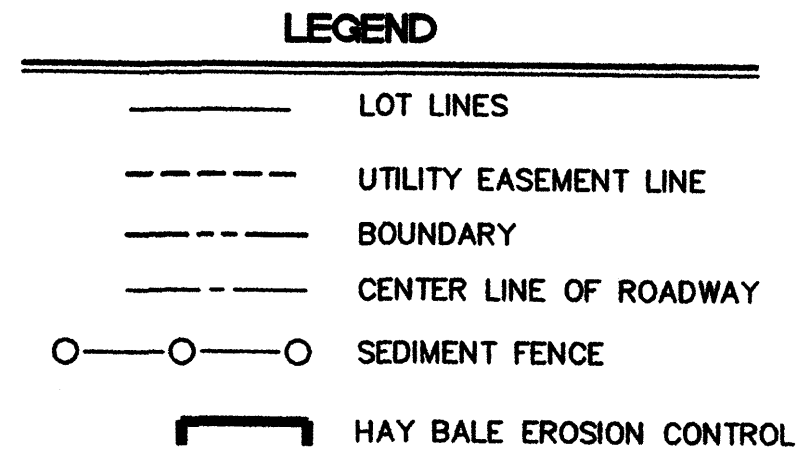 LEGEND
LOT LINES
UTILITY EASEMENT LINE
BOUNDARY
CENTER LINE OF ROADWAY
SEDIMENT FENCE
HAY BALE EROSION CONTROL